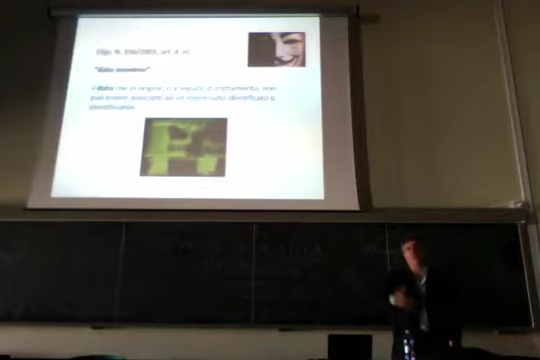 Dlgs N. 196/2003, art. 4 n)
"dato anonimo"
il dato che in origine, o a seguito di trattamento, non
può essere associato ad un interessato identificato o
identificabile